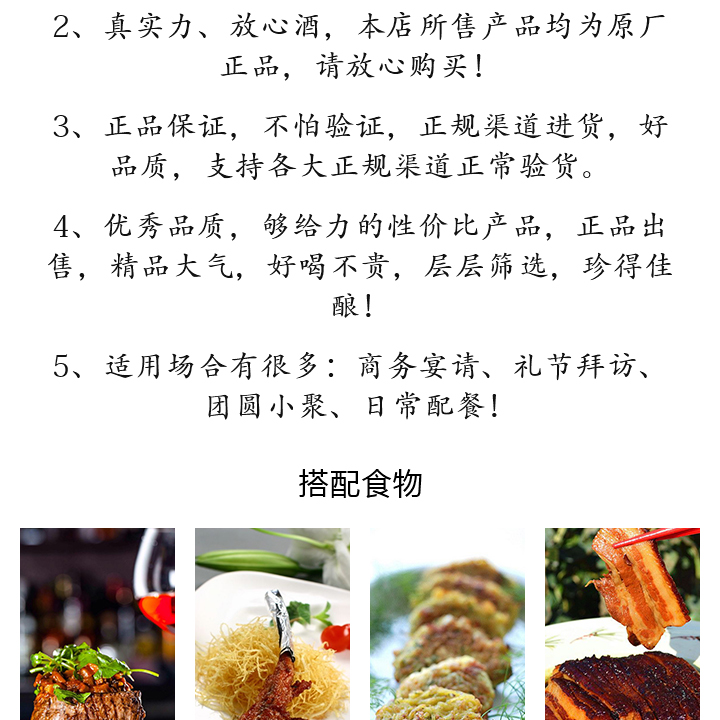 2、真实力、放心酒，本店所售产品均为原厂
正品，请放心购买！
3、正品保证，不怕验证，正规渠道进货，好
品质，支持各大正规渠道正常验货。
4、优秀品质，够给力的性价比产品，正品出
售，精品大气，好喝不贵，层层筛选，珍得佳
酿！
5、适用场合有很多：商务宴请、礼节拜访、
团圆小聚、日常配餐！
搭配食物